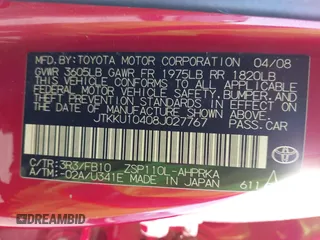 MFD. BY: TOYOTA MOTOR CORPORATION 04/08
GVWR 3605LB GAWR FR 1975LB RR 1820LB
THIS VEHICLE CONFORMS TO ALL APPLICABLE
FEDERAL MOTOR VEHICLE SAFETY, BUMPER, AND
THEFT PREVENTION STANDARDS IN EFFECT ON THE
DATE OF MANUFACTURE SHOWN ABOVE.
JTKKU10408J027767 PASS.CAR
C/TR: 3R3/FB10 ZSP110L-AHPRKA
A/TM: -02A/U341E MADE IN JAPAN 611
DREAMBID